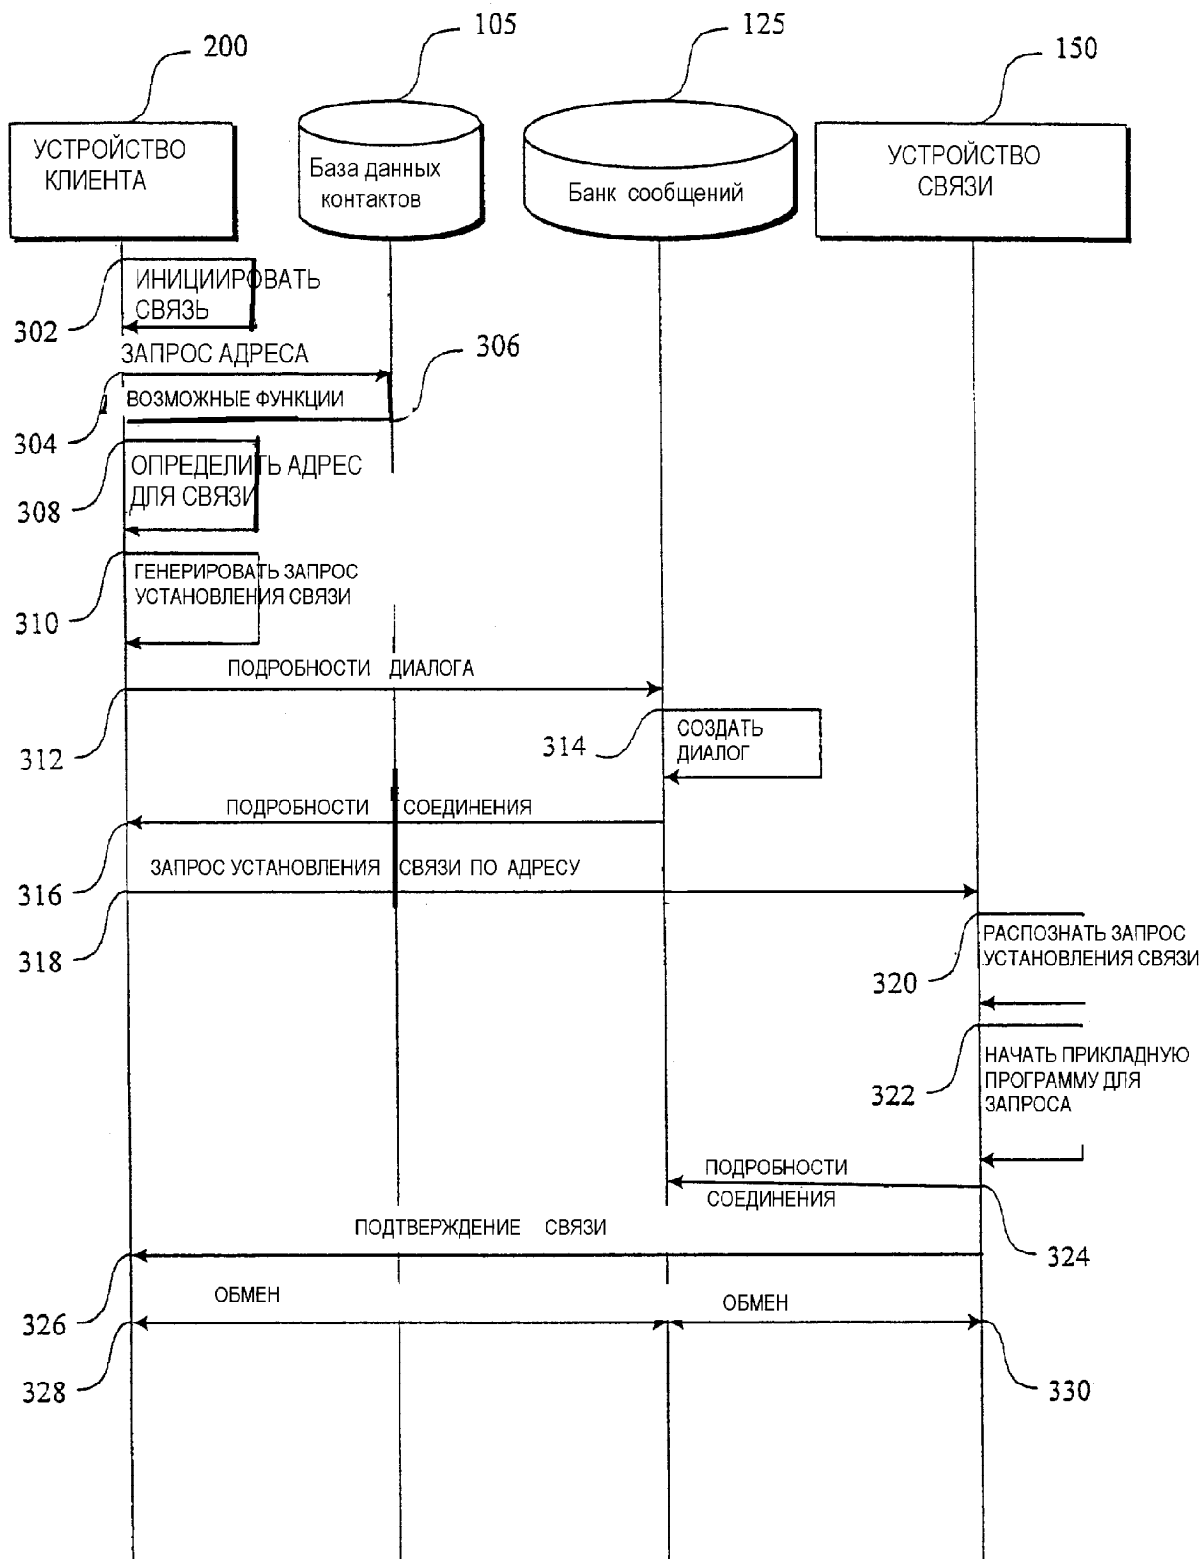 200
105
125
150
УСТРОЙСТВО
КЛИЕНТА
База данных
контактов
Банк сообщений
УСТРОЙСТВО
СВЯЗИ
ИНИЦИИРОВАТЬ
СВЯЗЬ
302
ЗАПРОС АДРЕСА
306
ВОЗМОЖНЫЕ ФУНКЦИИ
304
ОПРЕДЕЛИТЬ АДРЕС
ДЛЯ СВЯЗИ
308
ГЕНЕРИРОВАТЬ ЗАПРОС
УСТАНОВЛЕНИЯ СВЯЗИ
310
ПОДРОБНОСТИ ДИАЛОГА
312
314
СОЗДАТЬ
ДИАЛОГ
ПОДРОБНОСТИ СОЕДИНЕНИЯ
316
ЗАПРОС УСТАНОВЛЕНИЯ СВЯЗИ ПО АДРЕСУ
318
РАСПОЗНАТЬ ЗАПРОС
УСТАНОВЛЕНИЯ СВЯЗИ
320
НАЧАТЬ ПРИКЛАДНУЮ
ПРОГРАММУ ДЛЯ
ЗАПРОСА
322
ПОДРОБНОСТИ
СОЕДИНЕНИЯ
324
ПОДТВЕРЖДЕНИЕ СВЯЗИ
326
ОБМЕН
ОБМЕН
328
330